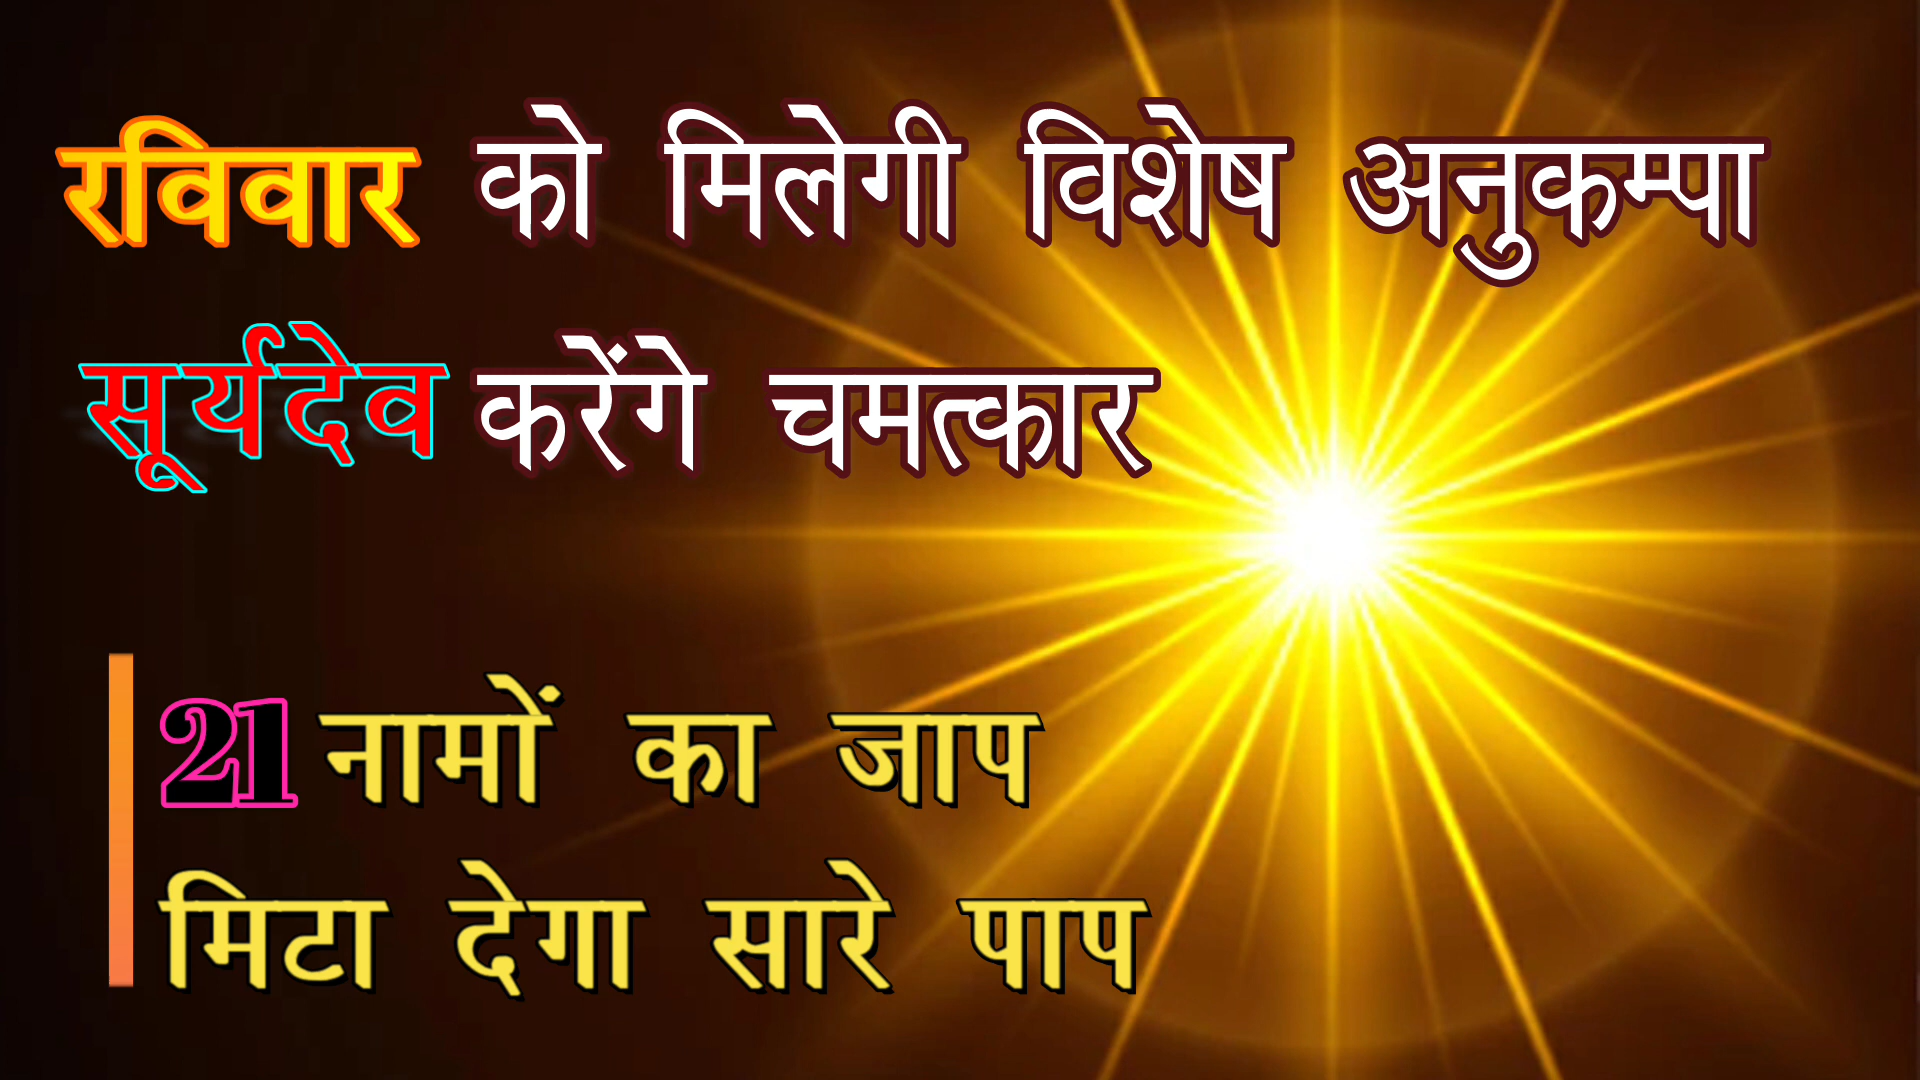 रविवार को मिलेगी विशेष अनुकम्पा
सूर्यदेव करेंगे चमत्कार
21 नामों का जाप
मिटा देगा सारे पाप